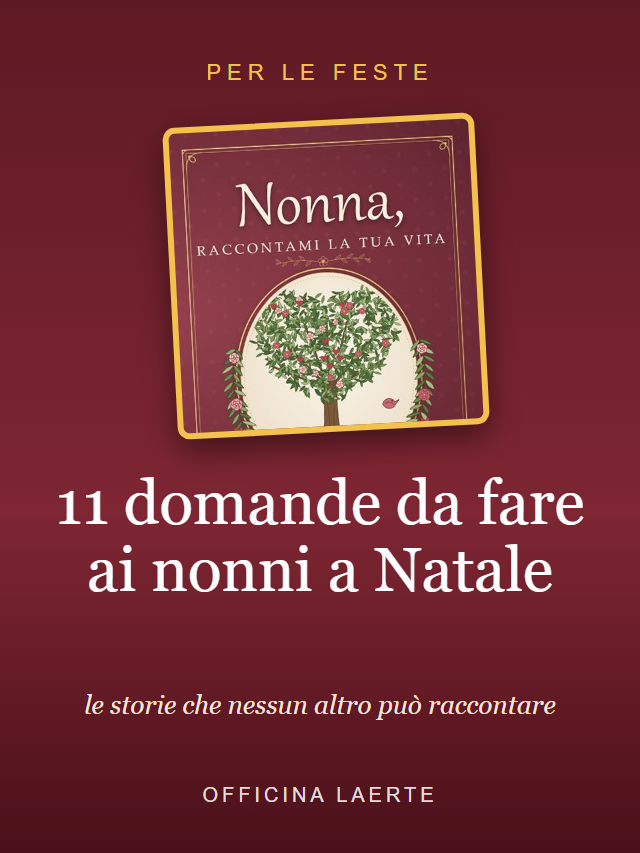 PER LE FESTE
Nonna,
RACCONTAMI LA TUA VITA
11 domande da fare
ai nonni a Natale
le storie che nessun altro può raccontare
OFFICINA LAERTE